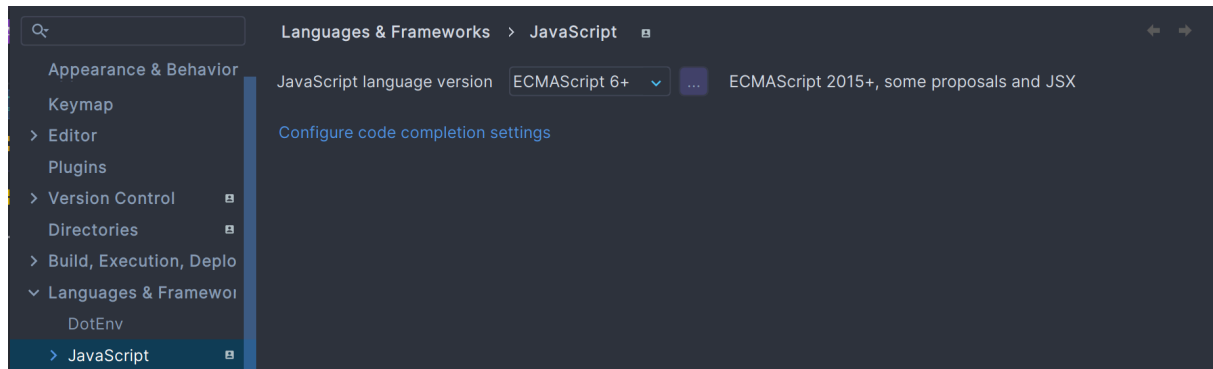 Languages & Frameworks > JavaScript
Appearance & Behavior
JavaScript language version ECMAScript 6+ ... ECMAScript 2015+, some proposals and JSX
Keymap
Configure code completion settings
> Editor
Plugins
> Version Control
Directories
> Build, Execution, Deplo
Languages & Framewor
DotEnv
> JavaScript